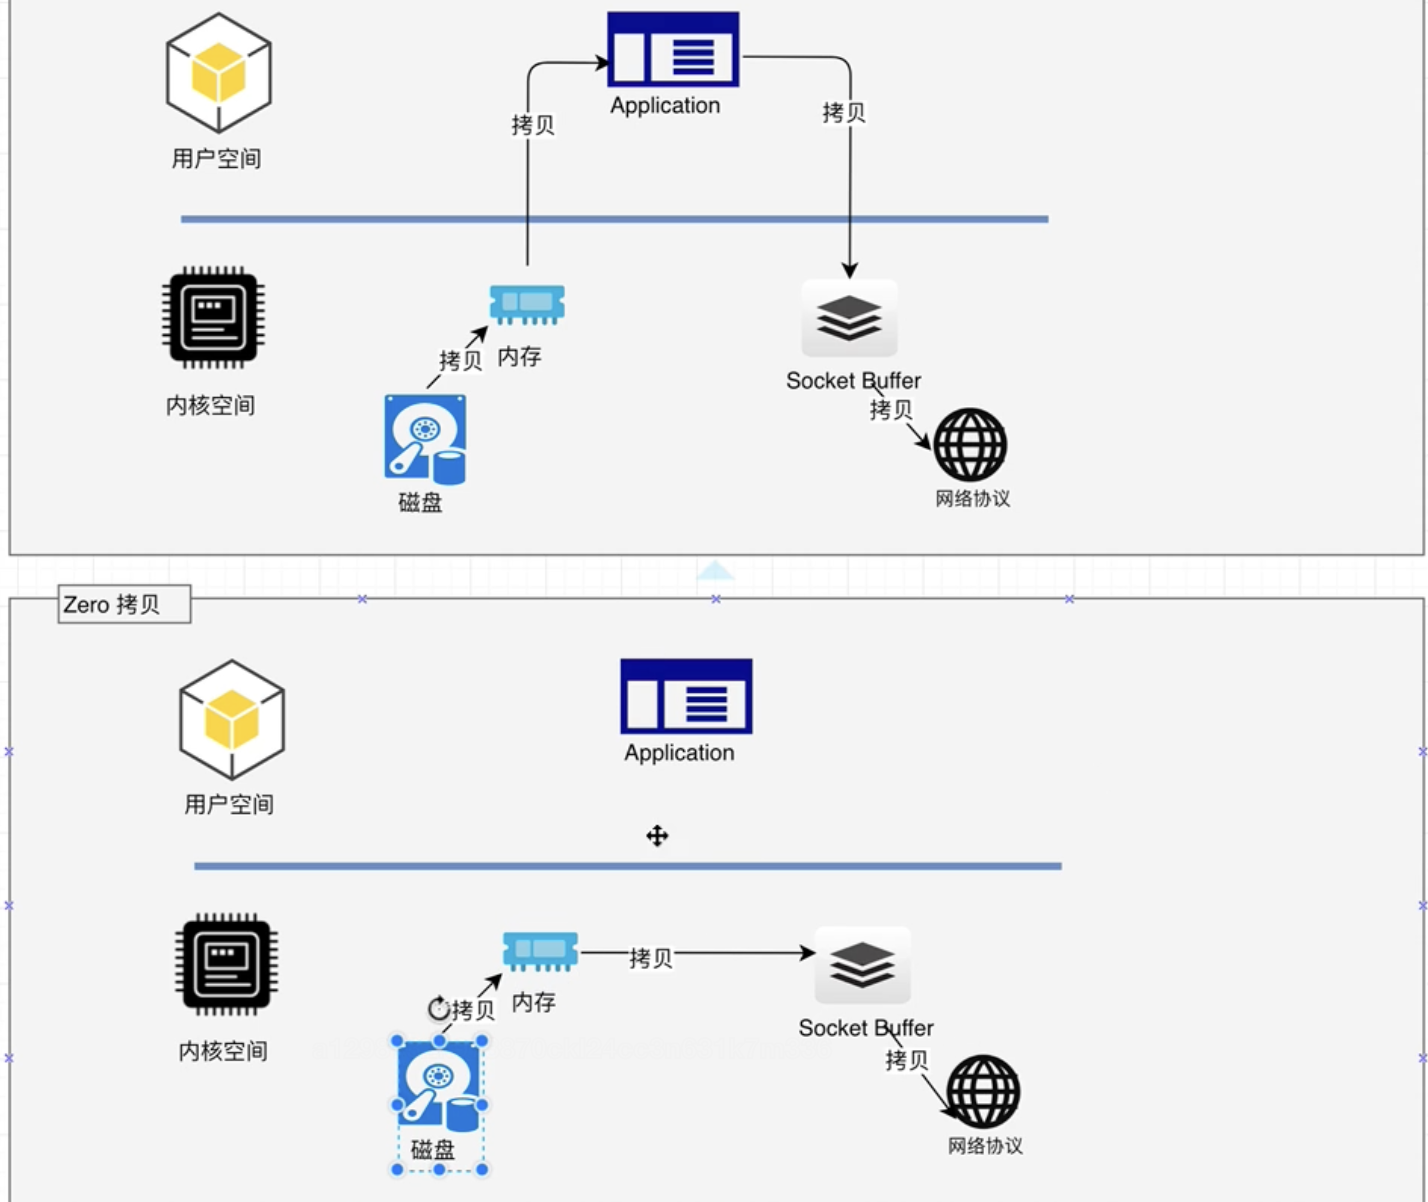 Application
拷贝
拷贝
用户空间
拷贝
内存
Socket Buffer
内核空间
拷贝
磁盘
网络协议
Zero 拷贝
Application
用户空间
拷贝
拷贝
内存
Socket Buffer
内核空间
拷贝
磁盘
网络协议